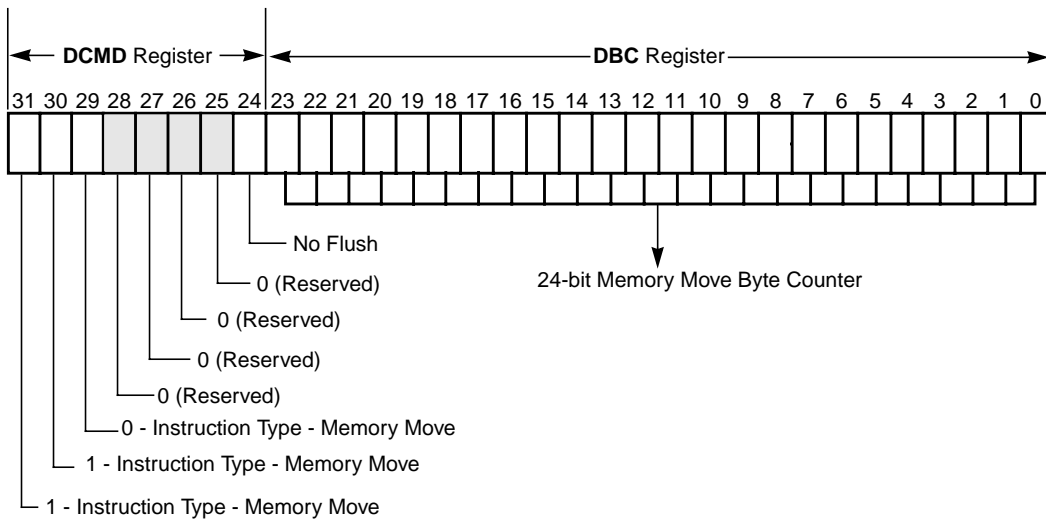 DCMD Register DBC Register
31 30 29 28 27 26 25 24 23 22 21 20 19 18 17 16 15 14 13 12 11 10 9 8 7 6 5 4 3 2 1 0
No Flush
24-bit Memory Move Byte Counter
0 (Reserved)
0 (Reserved)
0 (Reserved)
0 (Reserved)
0 - Instruction Type - Memory Move
1 - Instruction Type - Memory Move
1 - Instruction Type - Memory Move